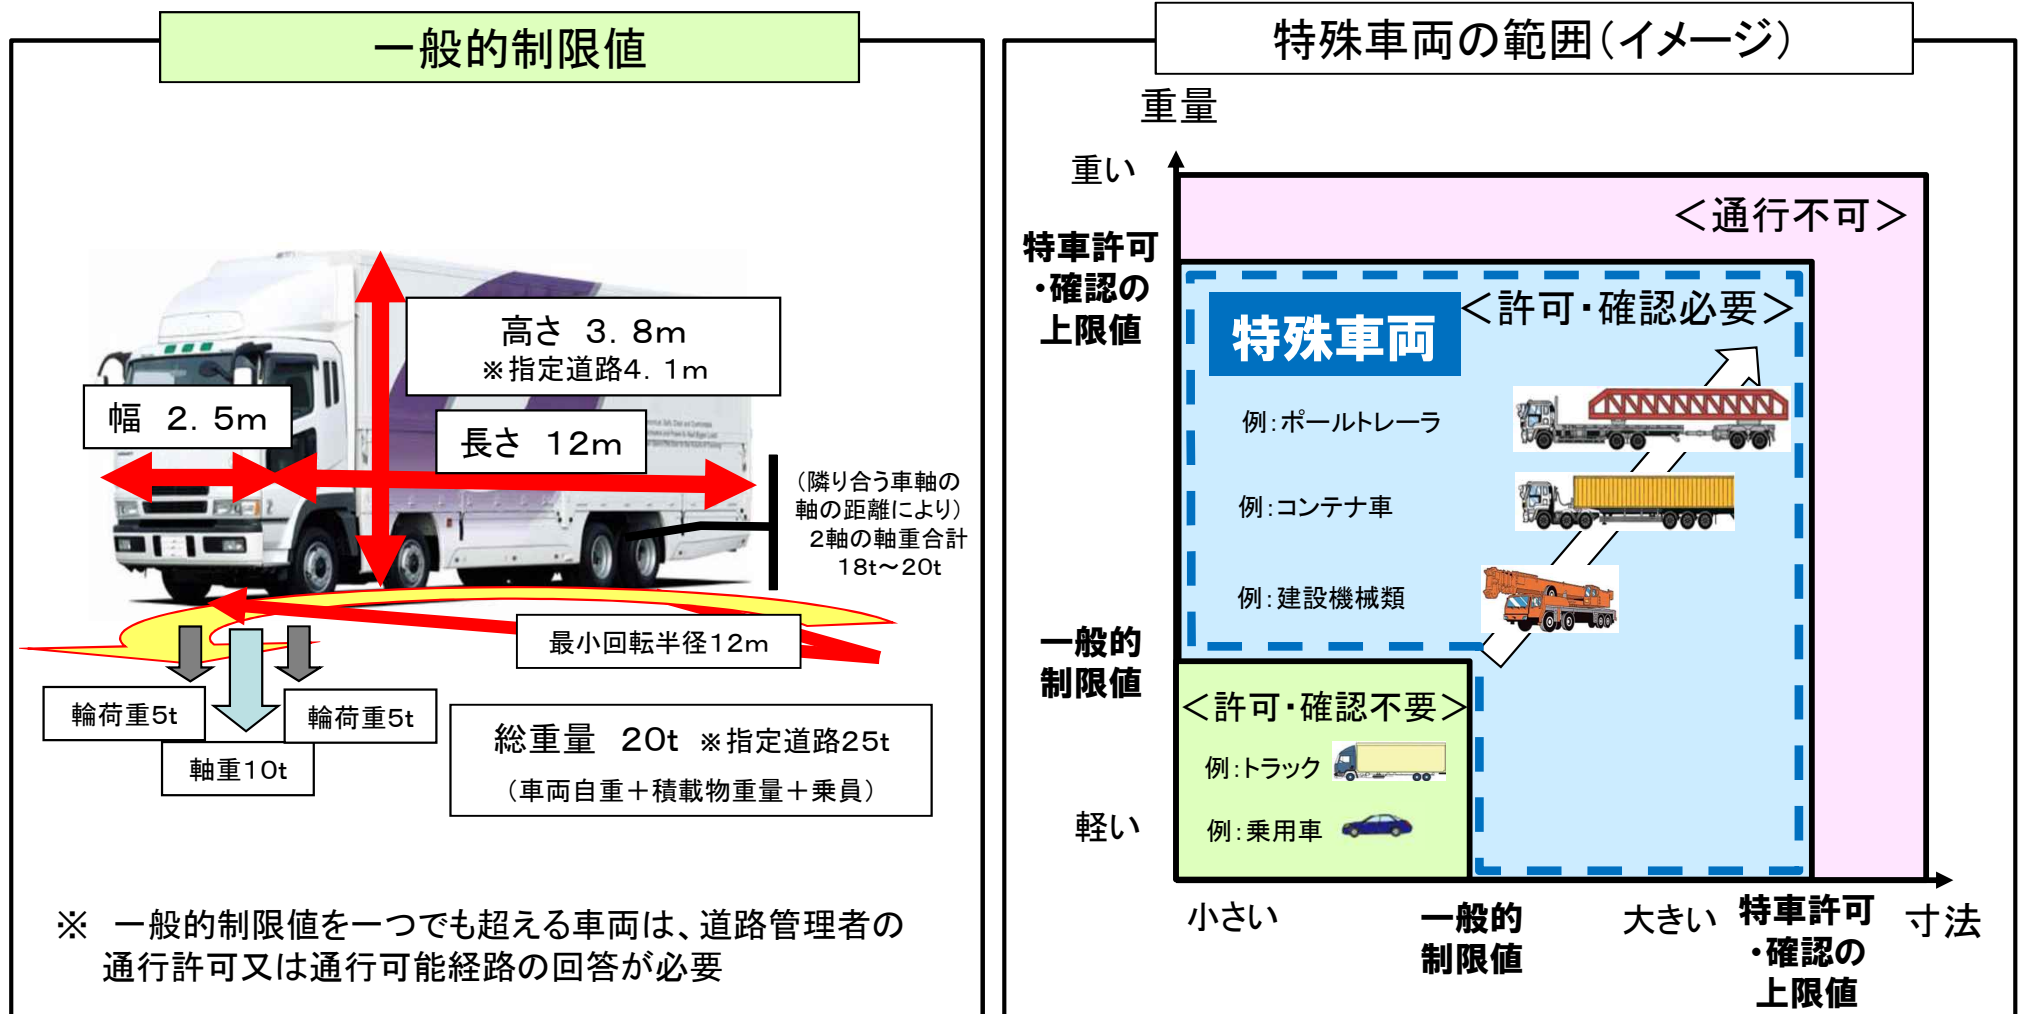 一般的制限値
高さ 3.8m
※指定道路4.1m
幅 2.5m
長さ 12m
(隣り合う車軸の
軸の距離により)
2軸の軸重合計
18t～20t
最小回転半径12m
輪荷重5t
輪荷重5t
軸重10t
総重量 20t ※指定道路25t
(車両自重＋積載物重量＋乗員)
※ 一般的制限値を一つでも超える車両は、道路管理者の
通行許可又は通行可能経路の回答が必要
特殊車両の範囲(イメージ)
重量
重い
＜通行不可＞
特車許可
・確認の
上限値
＜許可・確認必要＞
特殊車両
例：ポールトレーラ
例：コンテナ車
例：建設機械類
一般的
制限値
＜許可・確認不要＞
例：トラック
例：乗用車
軽い
小さい
一般的
制限値
大きい
特車許可
・確認の
上限値
寸法